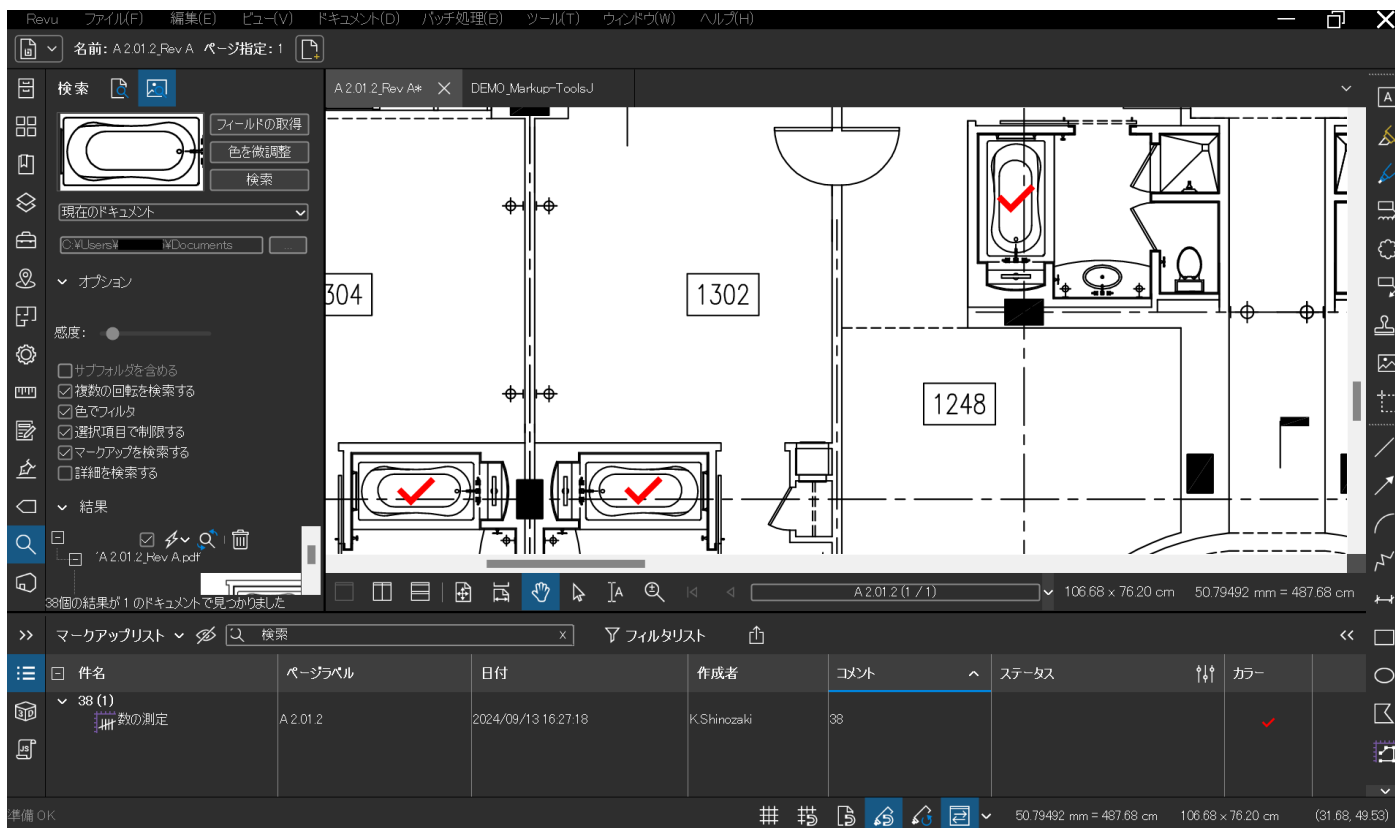 Revu ファイル(F) 編集(E) ビュー(V) ドキュメント(D) バッチ処理(B) ツール(T) ウィンドウ(W) ヘルプ(H)
名前: A 2.01.2_Rev A ページ指定: 1
検索
A 2.01.2_Rev A* DEMO_Markup-ToolsJ
フィールドの取得
色を微調整
検索
現在のドキュメント
C:¥Users¥ ¥Documents ...
オプション
感度:
サブフォルダを含める
複数の回転を検索する
色でフィルタ
選択項目で制限する
マークアップを検索する
詳細を検索する
結果
'A 2.01.2_Rev A.pdf'
38個の結果が 1 のドキュメントで見つかりました
304
1302
1248
A 2.01.2 (1 / 1) 106.68 x 76.20 cm 50.79492 mm = 487.68 cm
マークアップリスト 検索 x フィルタリスト
件名 ページラベル 日付 作成者 コメント ステータス カラー
38 (1)
数の測定 A 2.01.2 2024/09/13 16:27:18 K.Shinozaki 38
準備 OK
50.79492 mm = 487.68 cm 106.68 x 76.20 cm (31.68, 49.53)